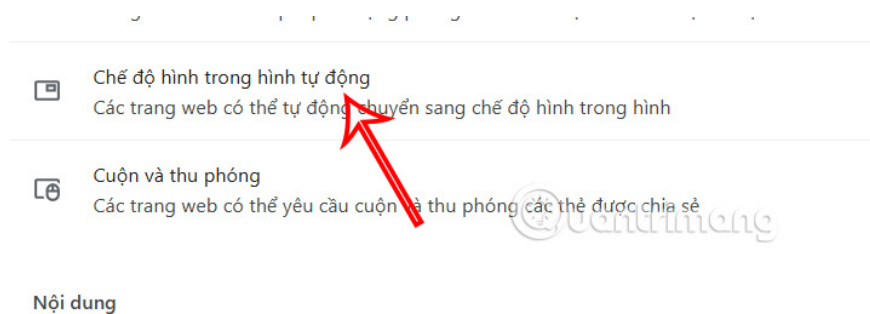 Chế độ hình trong hình tự động
Các trang web có thể tự động chuyển sang chế độ hình trong hình
Cuộn và thu phóng
Các trang web có thể yêu cầu cuộn và thu phóng các thẻ được chia sẻ
Quantrimang
Nội dung